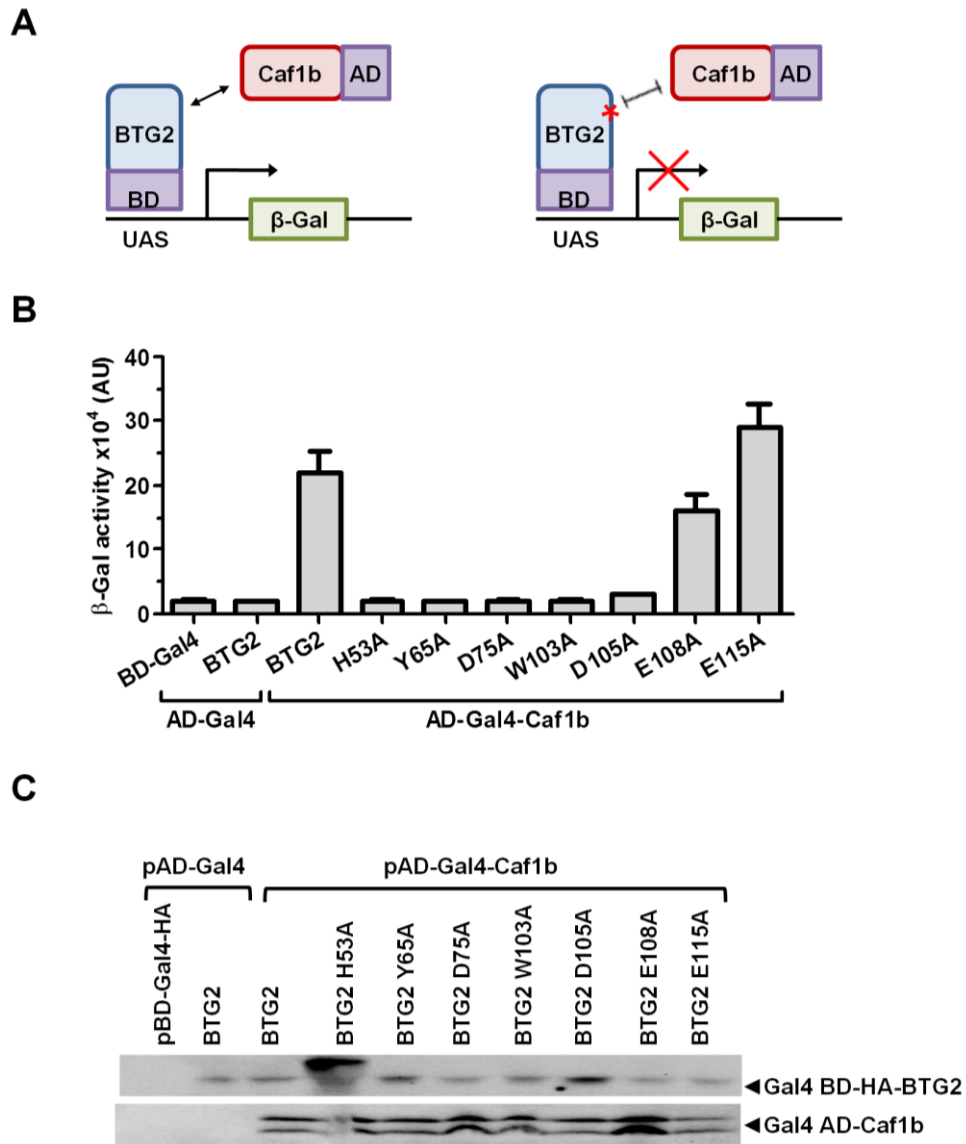 A
Caf1b AD
BTG2
BD
UAS
β-Gal
Caf1b AD
BTG2
*
BD
UAS
β-Gal
B
β-Gal activity x10⁴ (AU)
40
30
20
10
0
BD-Gal4
BTG2
BTG2
H53A
Y65A
D75A
W103A
D105A
E108A
E115A
AD-Gal4
AD-Gal4-Caf1b
C
pAD-Gal4
pAD-Gal4-Caf1b
pBD-Gal4-HA
BTG2
BTG2
BTG2 H53A
BTG2 Y65A
BTG2 D75A
BTG2 W103A
BTG2 D105A
BTG2 E108A
BTG2 E115A
Gal4 BD-HA-BTG2
Gal4 AD-Caf1b